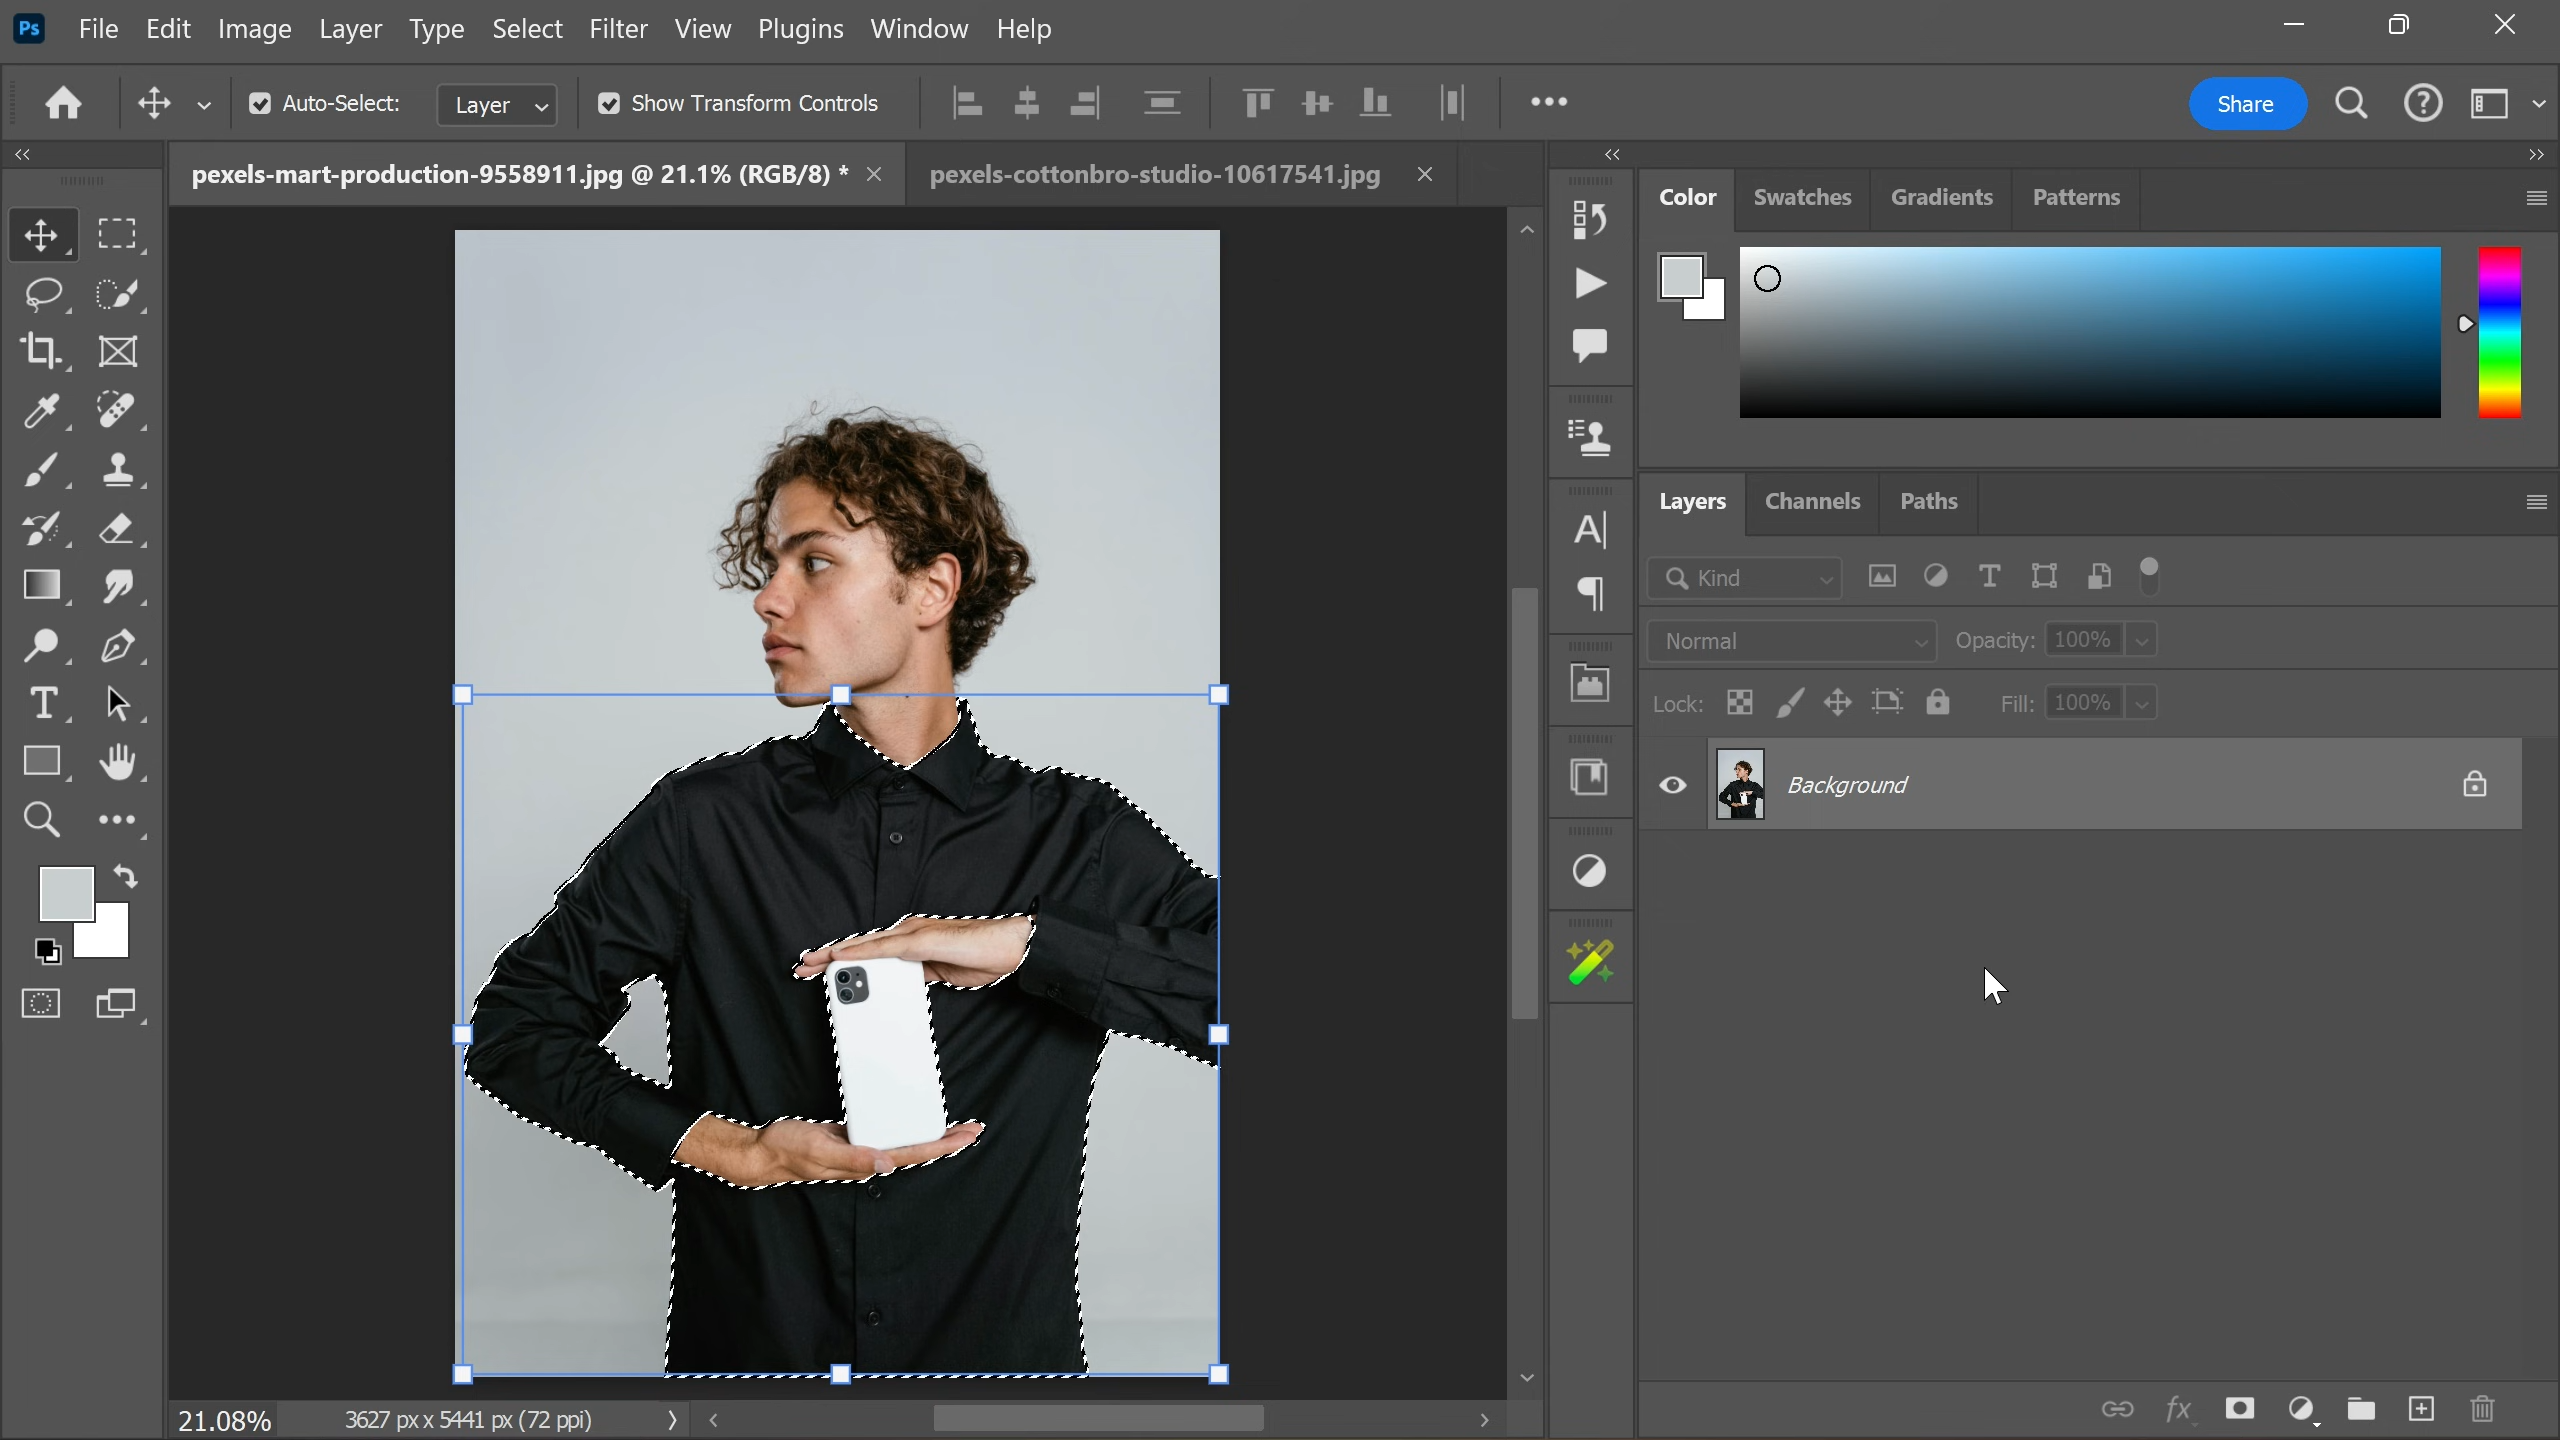 Ps File Edit Image Layer Type Select Filter View Plugins Window Help
Auto-Select: Layer Show Transform Controls Share
pexels-mart-production-9558911.jpg @ 21.1% (RGB/8) * pexels-cottonbro-studio-10617541.jpg
Color Swatches Gradients Patterns
Layers Channels Paths
Kind
Normal Opacity: 100%
Lock: Fill: 100%
Background
21.08% 3627 px x 5441 px (72 ppi)